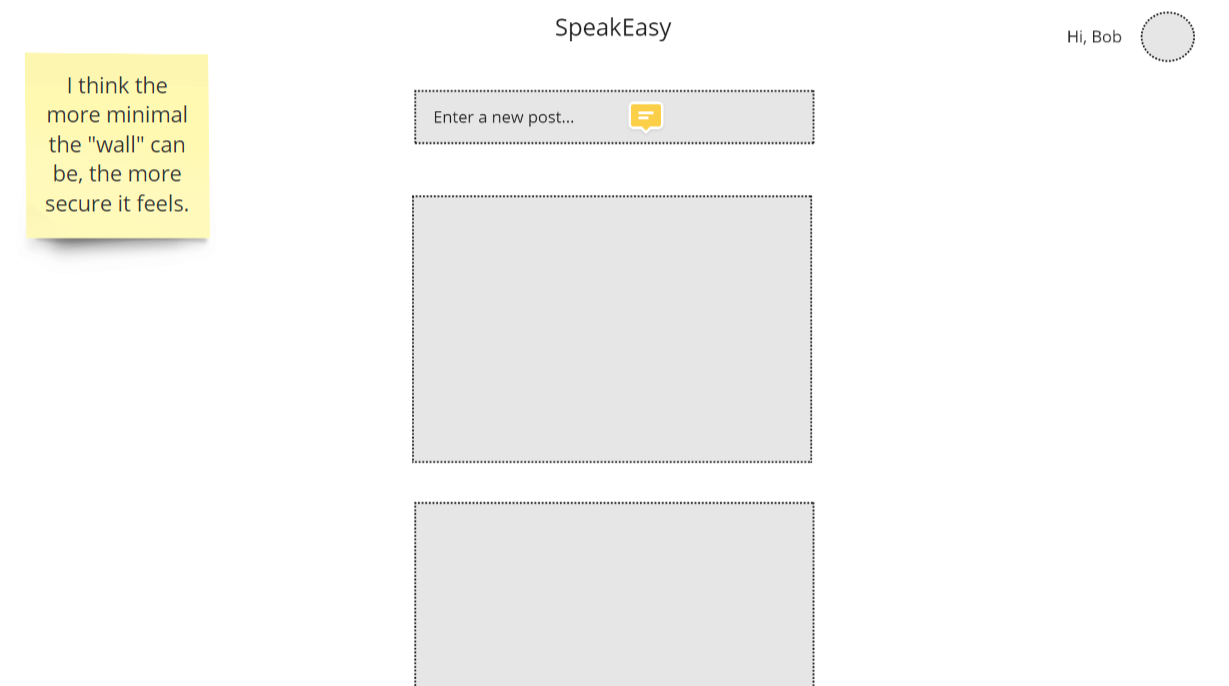 SpeakEasy
Hi, Bob
I think the
more minimal
the "wall" can
be, the more
secure it feels.
Enter a new post...